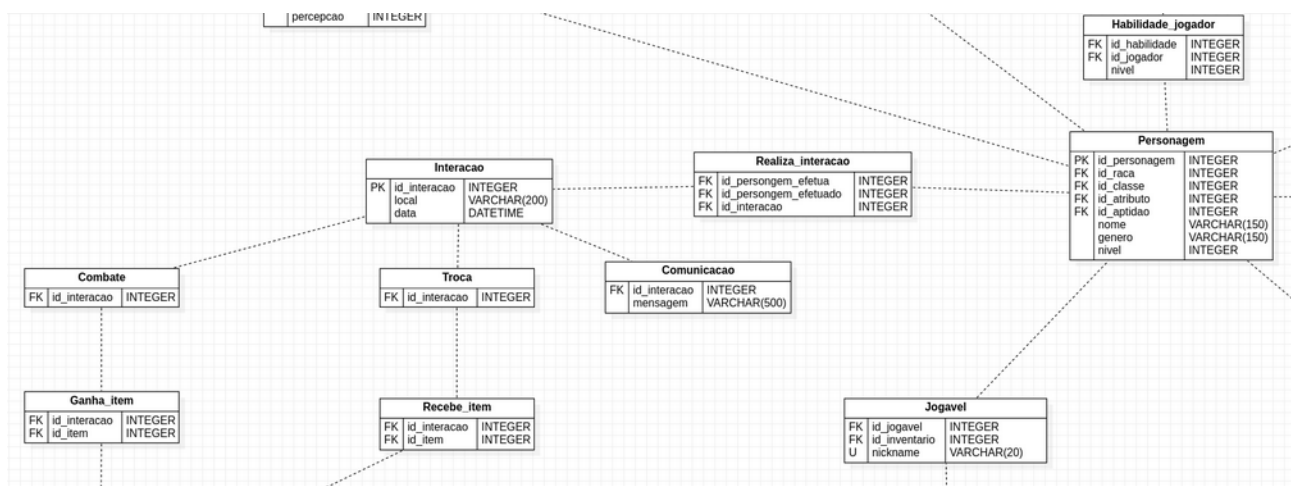 percepcao INTEGER
Habilidade_jogador
FK id_habilidade INTEGER
FK id_jogador INTEGER
nivel INTEGER
Personagem
PK id_personagem INTEGER
FK id_raca INTEGER
FK id_classe INTEGER
FK id_atributo INTEGER
FK id_aptidao INTEGER
nome VARCHAR(150)
genero VARCHAR(150)
nivel INTEGER
Realiza_interacao
FK id_persongem_efetua INTEGER
FK id_persongem_efetuado INTEGER
FK id_interacao INTEGER
Interacao
PK id_interacao INTEGER
local VARCHAR(200)
data DATETIME
Combate
FK id_interacao INTEGER
Troca
FK id_interacao INTEGER
Comunicacao
FK id_interacao INTEGER
mensagem VARCHAR(500)
Ganha_item
FK id_interacao INTEGER
FK id_item INTEGER
Recebe_item
FK id_interacao INTEGER
FK id_item INTEGER
Jogavel
FK id_jogavel INTEGER
FK id_inventario INTEGER
U nickname VARCHAR(20)